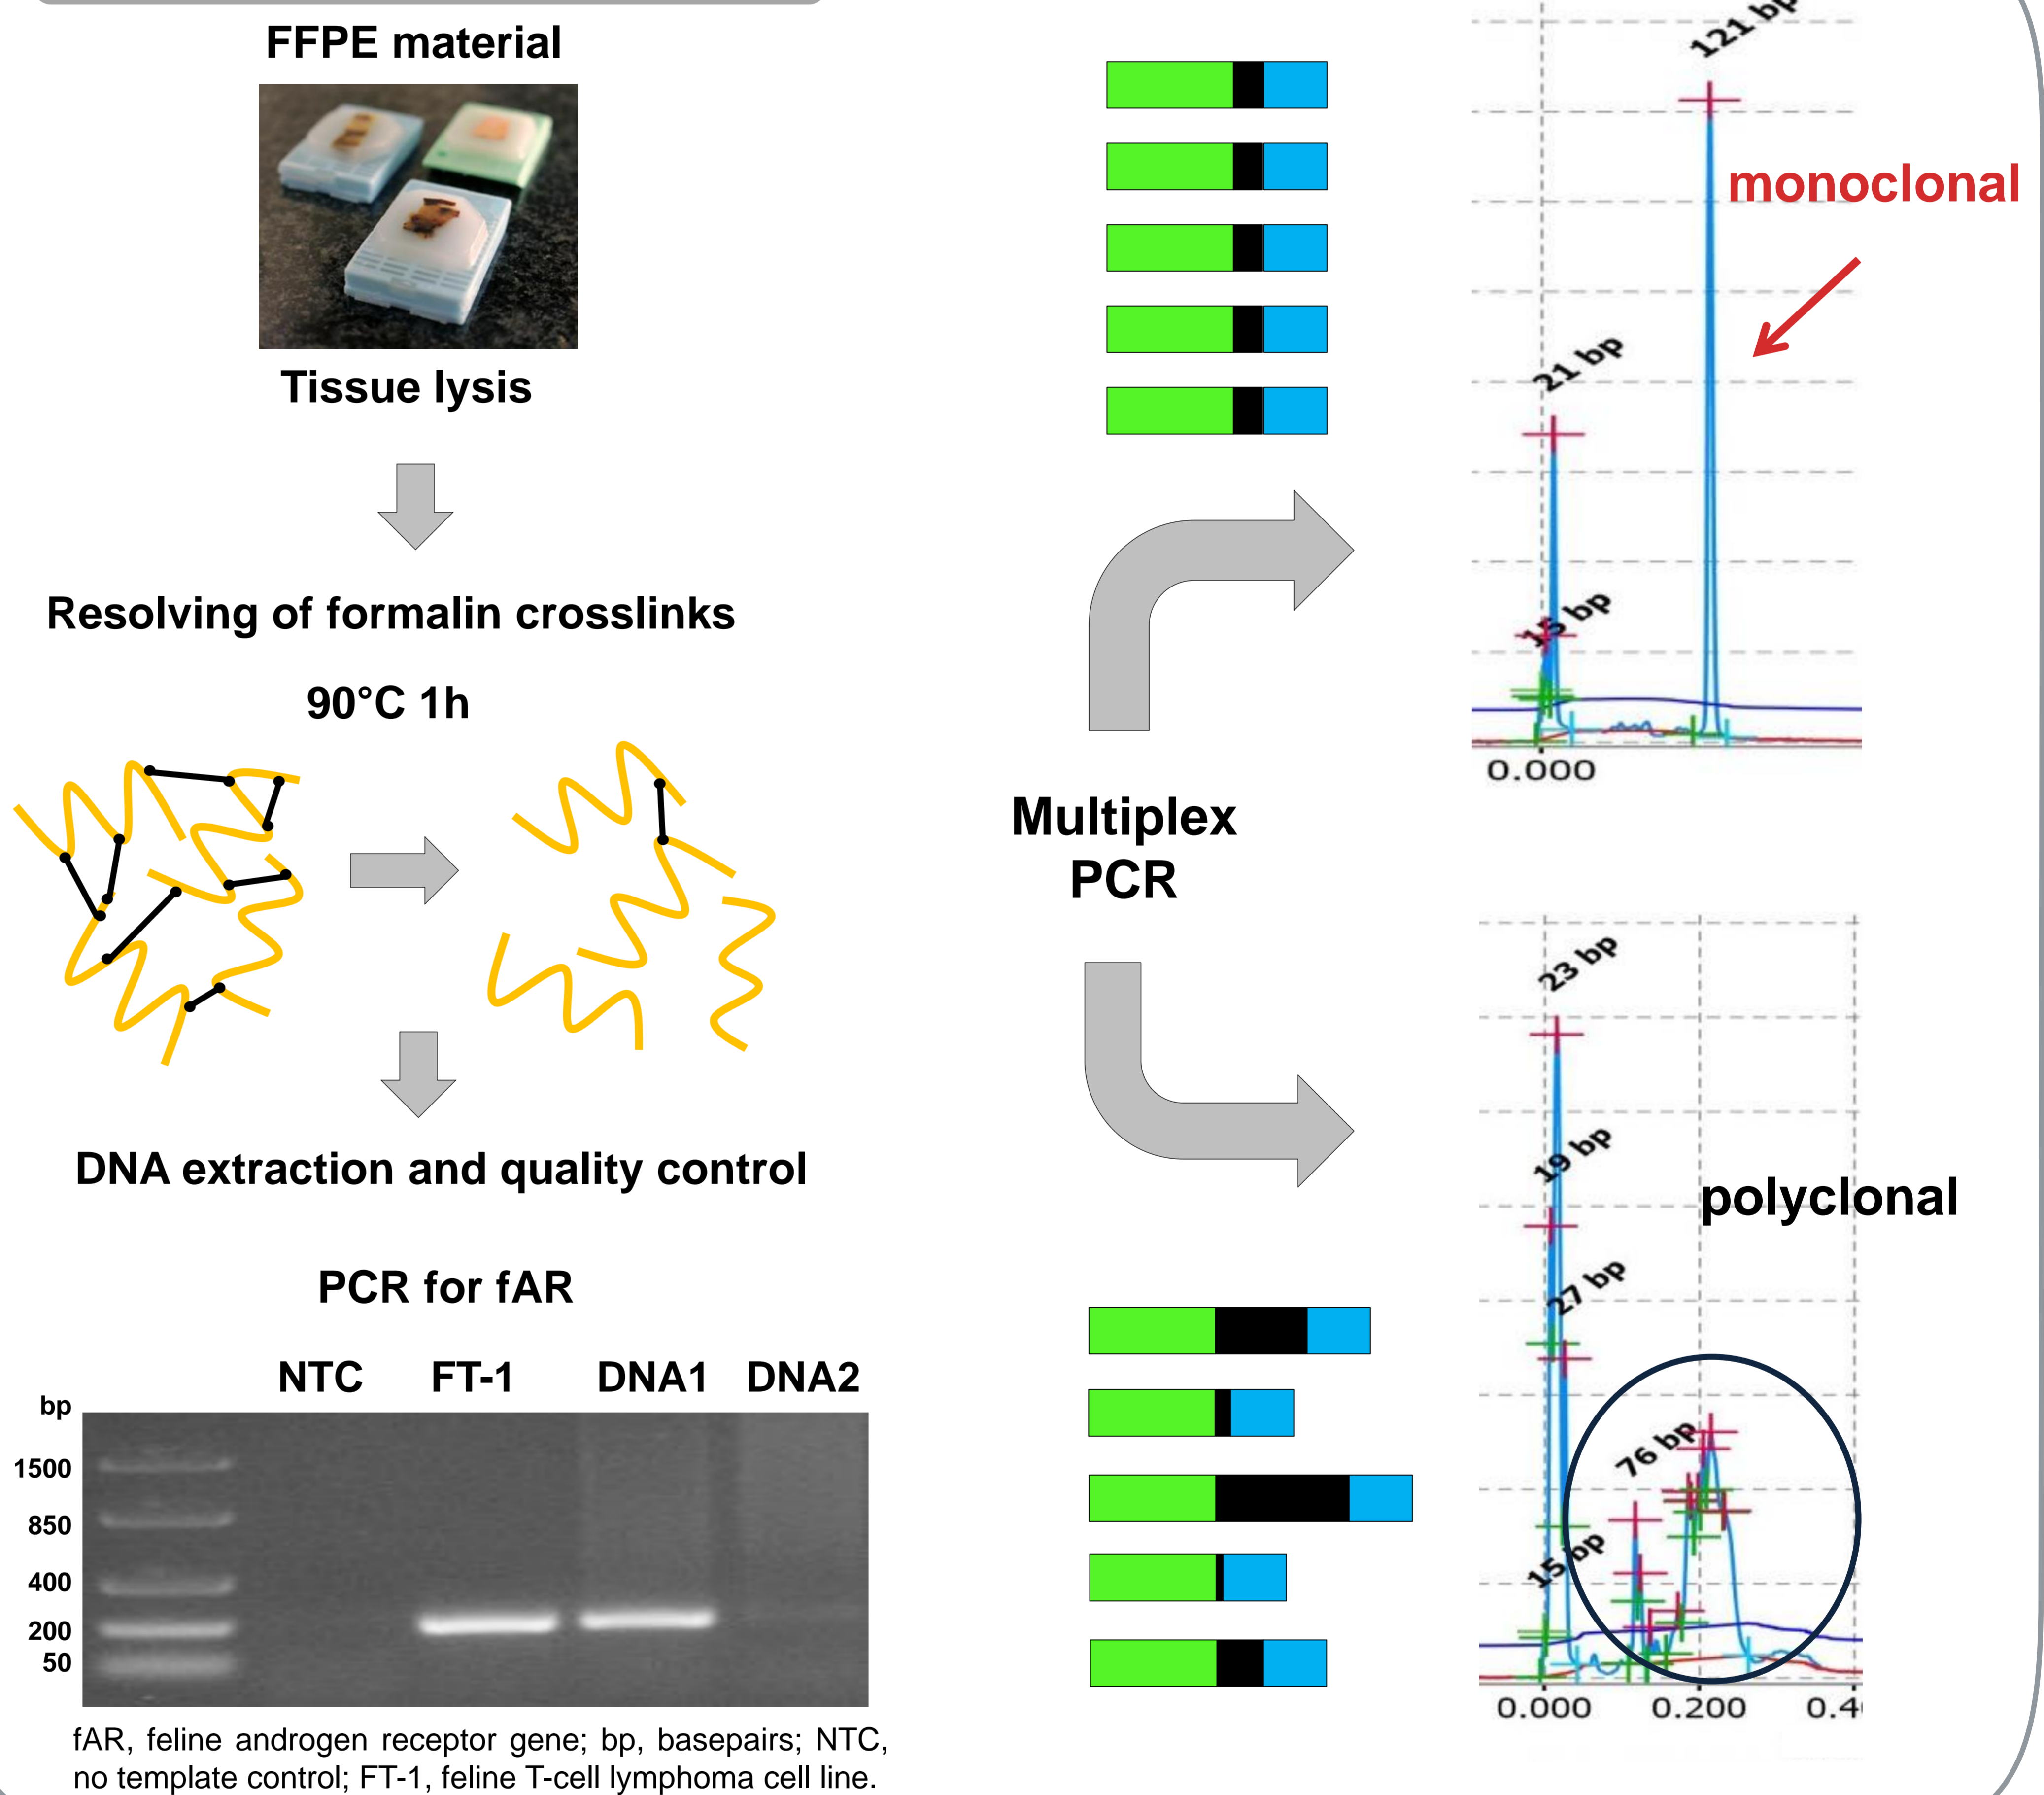 FFPE material
Tissue lysis
Resolving of formalin crosslinks
90°C 1h
DNA extraction and quality control
PCR for fAR
NTC FT-1 DNA1 DNA2
bp
1500
850
400
200
50
fAR, feline androgen receptor gene; bp, basepairs; NTC,
no template control; FT-1, feline T-cell lymphoma cell line.
Multiplex
PCR
121 bp
monoclonal
21 bp
15 bp
0.000
23 bp
19 bp
polyclonal
27 bp
76 bp
15 bp
0.000 0.200